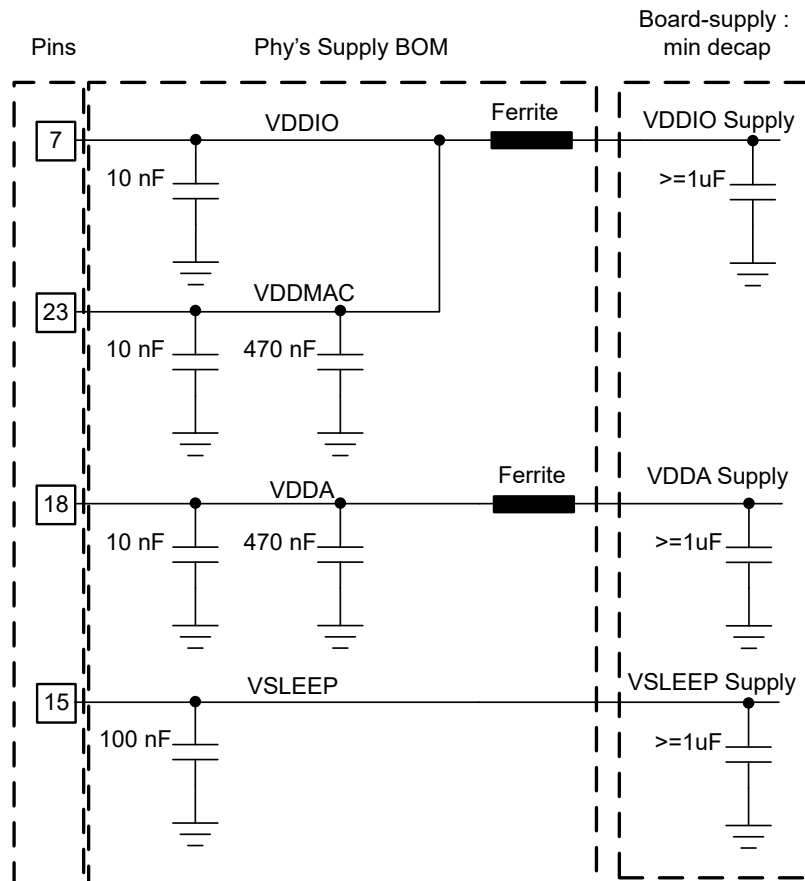 Board-supply :
min decap
Pins
Phy's Supply BOM
7
VDDIO
Ferrite
VDDIO Supply
10 nF
>=1uF
23
VDDMAC
10 nF
470 nF
18
VDDA
Ferrite
VDDA Supply
10 nF
470 nF
>=1uF
15
VSLEEP
VSLEEP Supply
100 nF
>=1uF